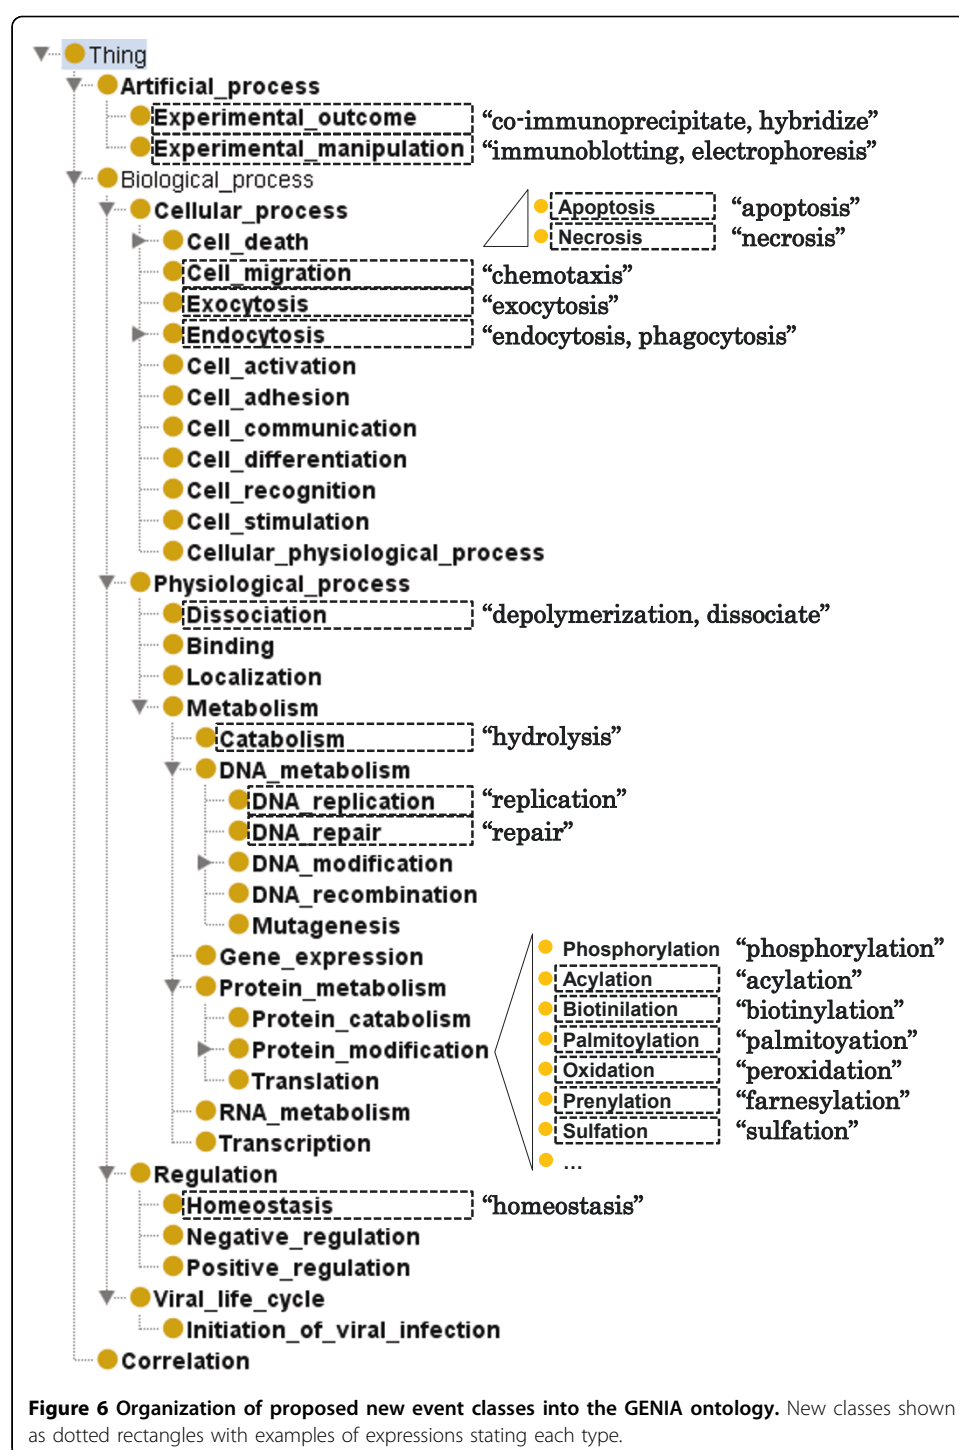 Thing
Artificial_process
Experimental_outcome “co-immunoprecipitate, hybridize”
Experimental_manipulation “immunoblotting, electrophoresis”
Biological_process
Cellular_process
Apoptosis “apoptosis”
Cell_death
Necrosis “necrosis”
Cell_migration “chemotaxis”
Exocytosis “exocytosis”
Endocytosis “endocytosis, phagocytosis”
Cell_activation
Cell_adhesion
Cell_communication
Cell_differentiation
Cell_recognition
Cell_stimulation
Cellular_physiological_process
Physiological_process
Dissociation “depolymerization, dissociate”
Binding
Localization
Metabolism
Catabolism “hydrolysis”
DNA_metabolism
DNA_replication “replication”
DNA_repair “repair”
DNA_modification
DNA_recombination
Mutagenesis
Gene_expression
Protein_metabolism
Protein_catabolism
Protein_modification
Phosphorylation “phosphorylation”
Acylation “acylation”
Biotinilation “biotinylation”
Palmitoylation “palmitoyation”
Oxidation “peroxidation”
Prenylation “farnesylation”
Sulfation “sulfation”
...
Translation
RNA_metabolism
Transcription
Regulation
Homeostasis “homeostasis”
Negative_regulation
Positive_regulation
Viral_life_cycle
Initiation_of_viral_infection
Correlation
Figure 6 Organization of proposed new event classes into the GENIA ontology. New classes shown
as dotted rectangles with examples of expressions stating each type.